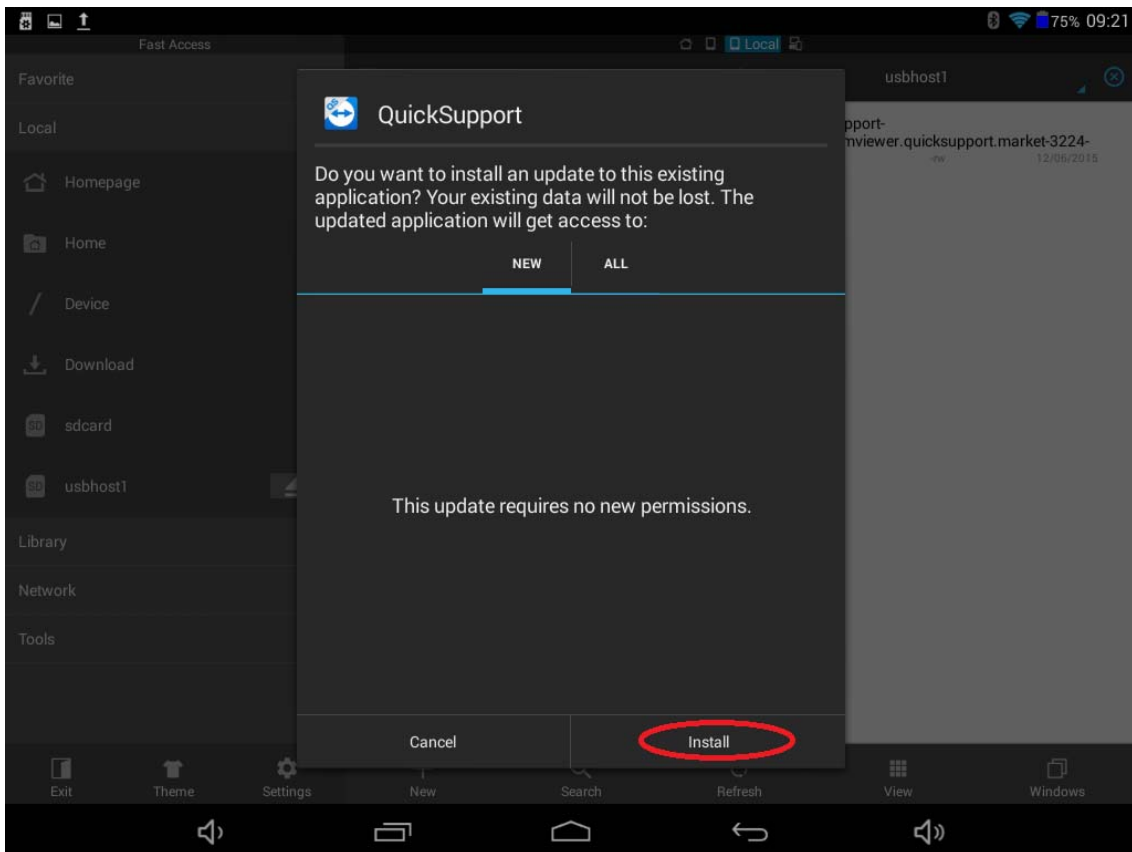 75% 09:21
Fast Access
Local
Favorite
usbhost1
Local
QuickSupport
pport-
mviewer.quicksupport.market-3224-
-rw 12/06/2015
Do you want to install an update to this existing
application? Your existing data will not be lost. The
updated application will get access to:
NEW ALL
Homepage
Home
Device
Download
SD sdcard
SD usbhost1
This update requires no new permissions.
Library
Network
Tools
Cancel Install
Exit Theme Settings New Search Refresh View Windows